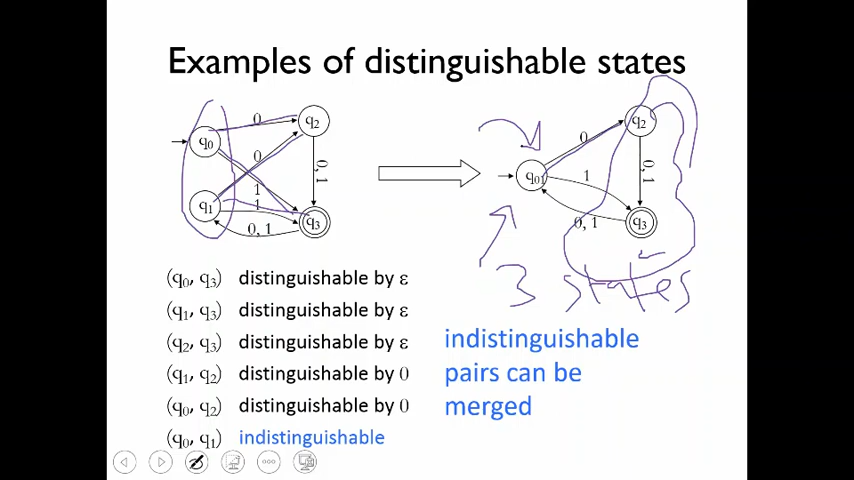 Examples of distinguishable states
q0
q1
q2
q3
0
0
1
1
0, 1
0, 1
q01
q2
q3
0
1
0, 1
0, 1
3 states
(q0, q3) distinguishable by ε
(q1, q3) distinguishable by ε
(q2, q3) distinguishable by ε
(q1, q2) distinguishable by 0
(q0, q2) distinguishable by 0
(q0, q1) indistinguishable
indistinguishable
pairs can be
merged